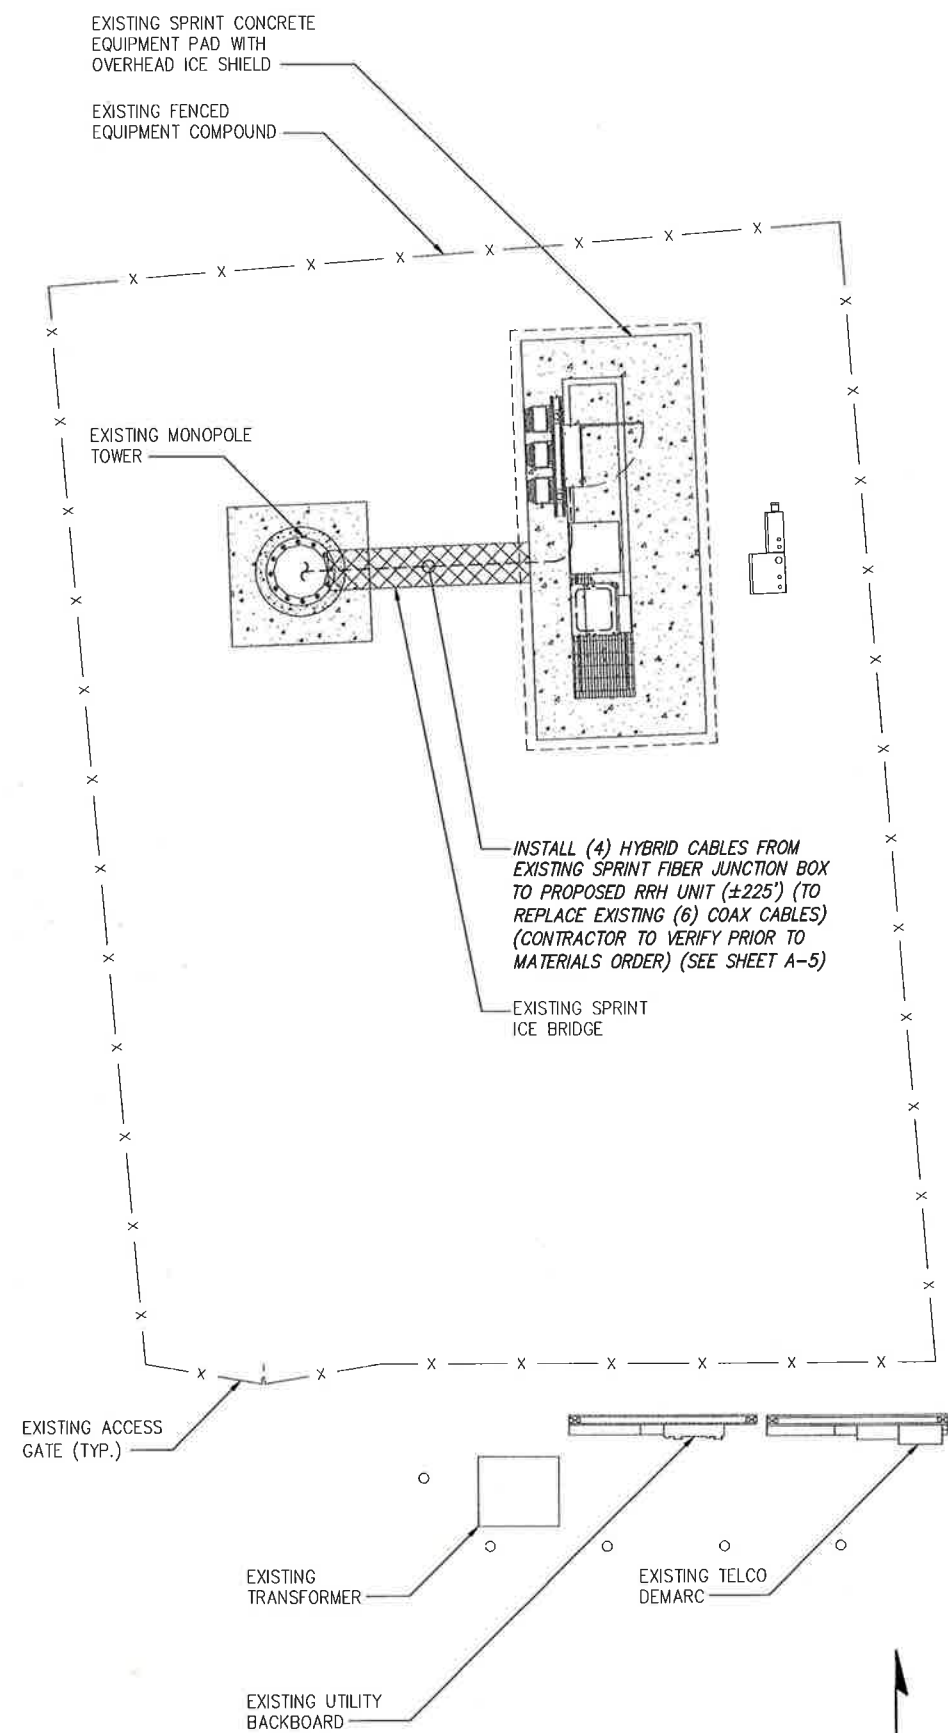 EXISTING SPRINT CONCRETE
EQUIPMENT PAD WITH
OVERHEAD ICE SHIELD
EXISTING FENCED
EQUIPMENT COMPOUND
EXISTING MONOPOLE
TOWER
INSTALL (4) HYBRID CABLES FROM
EXISTING SPRINT FIBER JUNCTION BOX
TO PROPOSED RRH UNIT (±225') (TO
REPLACE EXISTING (6) COAX CABLES)
(CONTRACTOR TO VERIFY PRIOR TO
MATERIALS ORDER) (SEE SHEET A-5)
EXISTING SPRINT
ICE BRIDGE
EXISTING ACCESS
GATE (TYP.)
EXISTING
TRANSFORMER
EXISTING TELCO
DEMARC
EXISTING UTILITY
BACKBOARD